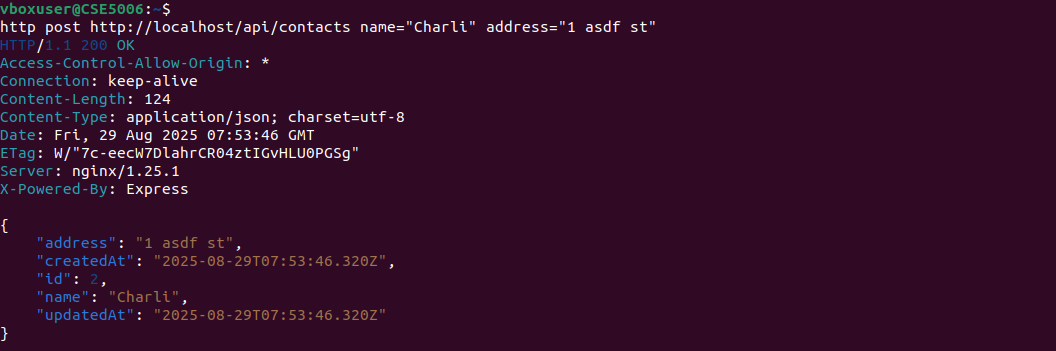 vboxuser@CSE5006:~$
http post http://localhost/api/contacts name="Charli" address="1 asdf st"
HTTP/1.1 200 OK
Access-Control-Allow-Origin: *
Connection: keep-alive
Content-Length: 124
Content-Type: application/json; charset=utf-8
Date: Fri, 29 Aug 2025 07:53:46 GMT
ETag: W/"7c-eecW7DlahrCR04ztIGvHLU0PGSg"
Server: nginx/1.25.1
X-Powered-By: Express

{
    "address": "1 asdf st",
    "createdAt": "2025-08-29T07:53:46.320Z",
    "id": 2,
    "name": "Charli",
    "updatedAt": "2025-08-29T07:53:46.320Z"
}